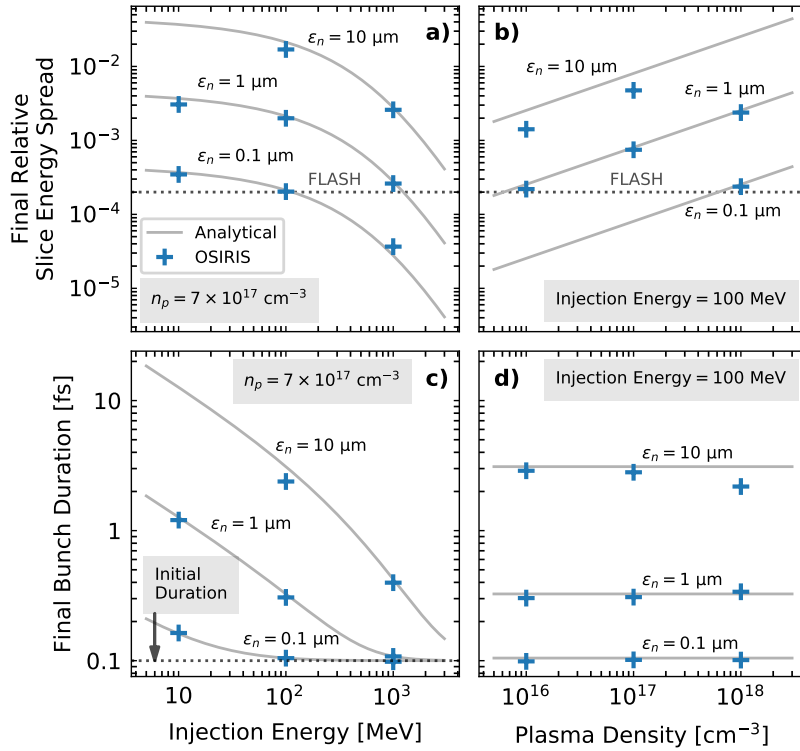 a)
εn = 10 µm
εn = 1 µm
εn = 0.1 µm
FLASH
Analytical
OSIRIS
np = 7 × 10^17 cm^−3
10^−2
10^−3
10^−4
10^−5
Final Relative
Slice Energy Spread
b)
εn = 10 µm
εn = 1 µm
FLASH
εn = 0.1 µm
Injection Energy = 100 MeV
np = 7 × 10^17 cm^−3
c)
εn = 10 µm
εn = 1 µm
Initial
Duration
εn = 0.1 µm
10
1
0.1
Final Bunch Duration [fs]
10
10^2
10^3
Injection Energy [MeV]
d)
Injection Energy = 100 MeV
εn = 10 µm
εn = 1 µm
εn = 0.1 µm
10^16
10^17
10^18
Plasma Density [cm^−3]